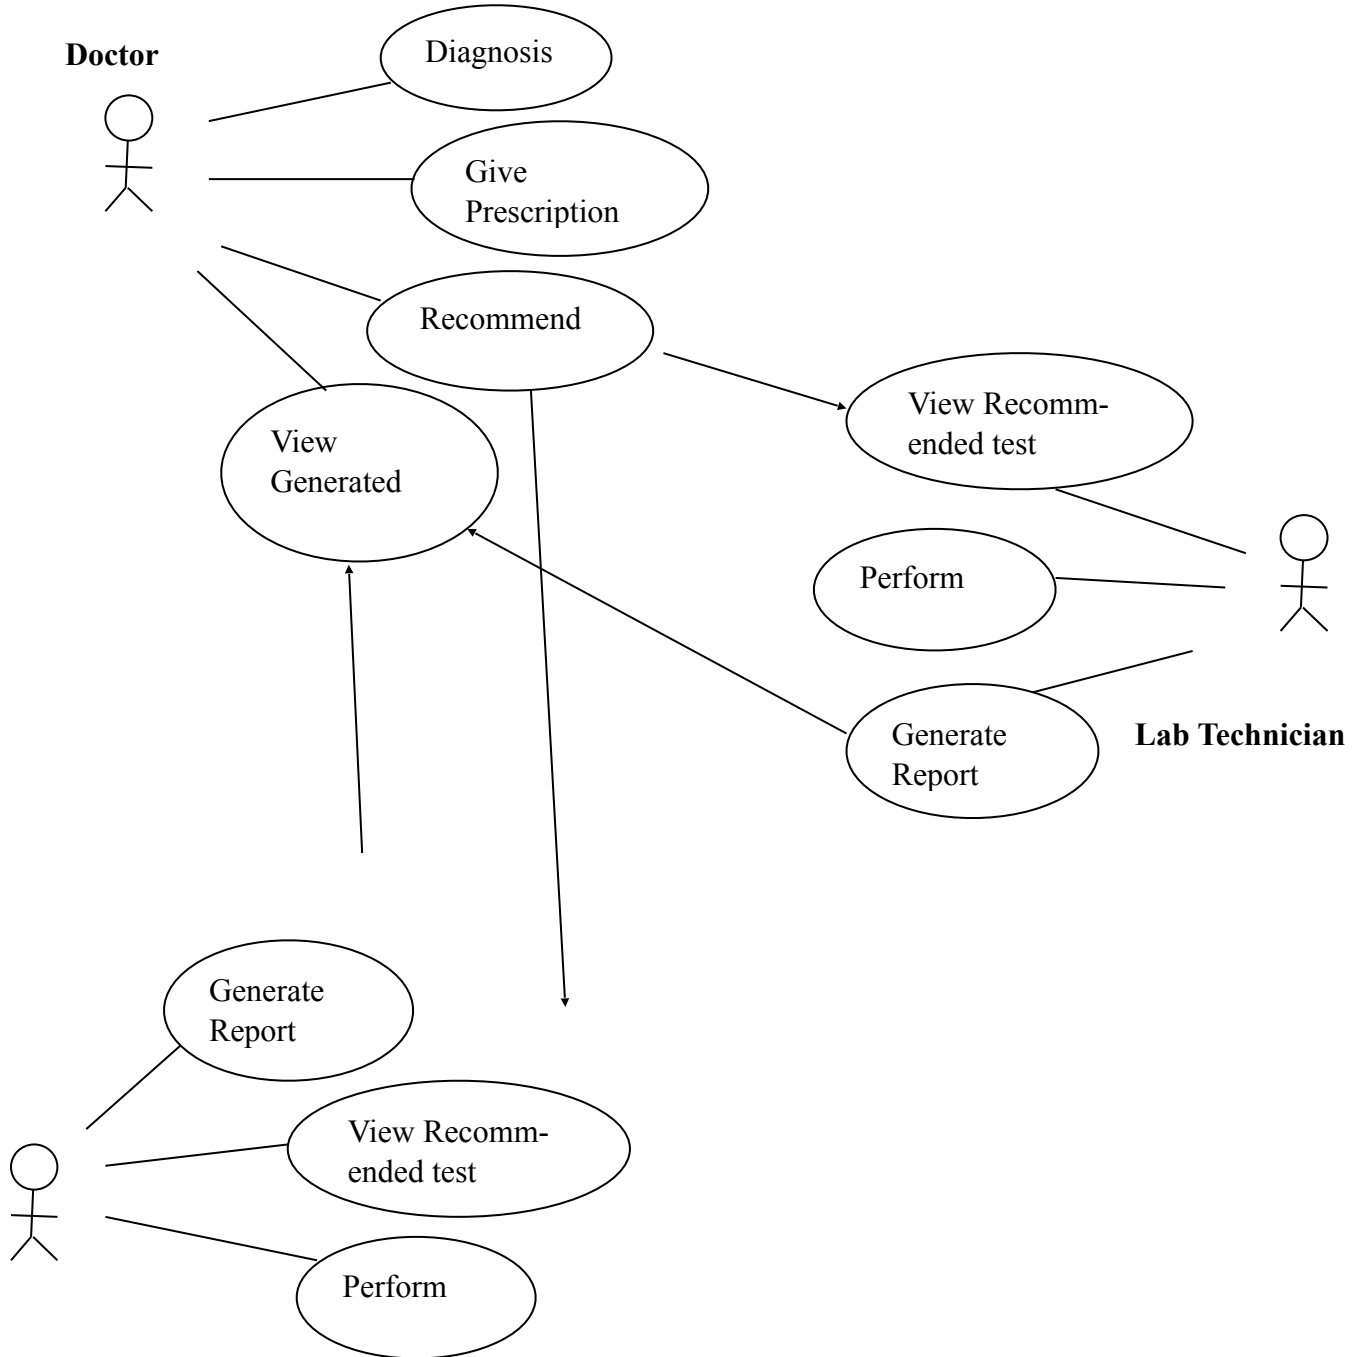 Doctor
Diagnosis
Give
Prescription
Recommend
View
Generated
View Recomm-
ended test
Perform
Generate
Report
Lab Technician
Generate
Report
View Recomm-
ended test
Perform